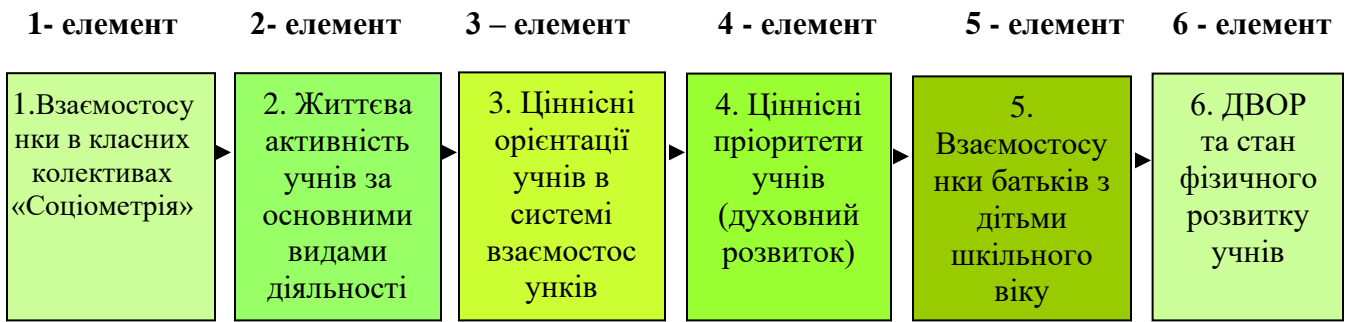 1- елемент 2- елемент 3 – елемент 4 - елемент 5 - елемент 6 - елемент
1.Взаємостосу
нки в класних
колективах
«Соціометрія»
2. Життєва
активність
учнів за
основними
видами
діяльності
3. Ціннісні
орієнтації
учнів в
системі
взаємостос
унків
4. Ціннісні
пріоритети
учнів
(духовний
розвиток)
5.
Взаємостосу
нки батьків з
дітьми
шкільного
віку
6. ДВОР
та стан
фізичного
розвитку
учнів